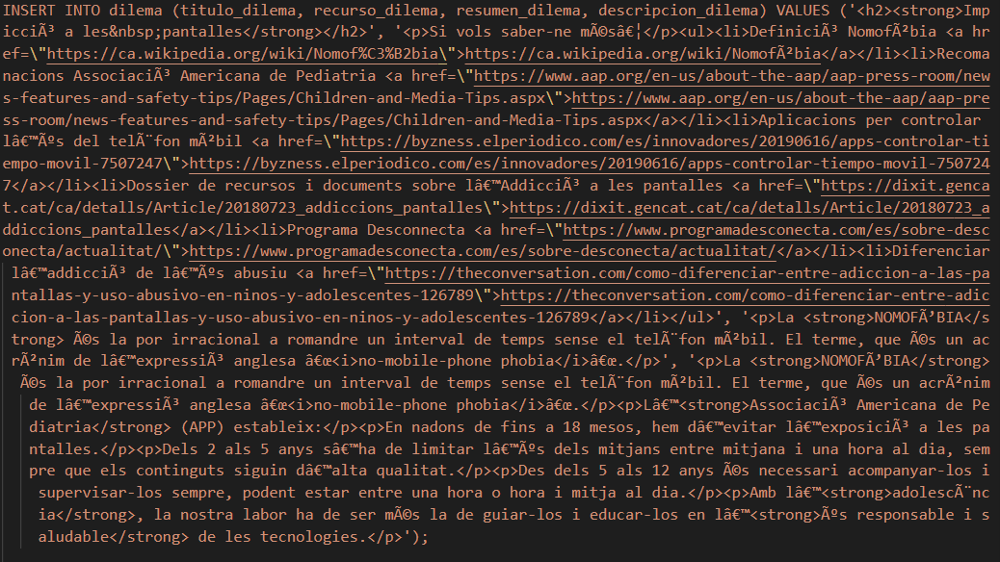 INSERT INTO dilema (titulo_dilema, recurso_dilema, resumen_dilema, descripcion_dilema) VALUES ('<h2><strong>Imp
icciÃ³ a les&nbsp;pantalles</strong></h2>', '<p>Si vols saber-ne mÃ©sâ€¦</p><ul><li>DefiniciÃ³ NomofÃ²bia <a hr
ef=\"https://ca.wikipedia.org/wiki/Nomof%C3%B2bia\">https://ca.wikipedia.org/wiki/NomofÃ²bia</a></li><li>Recoma
nacions AssociaciÃ³ Americana de Pediatria <a href=\"https://www.aap.org/en-us/about-the-aap/aap-press-room/new
s-features-and-safety-tips/Pages/Children-and-Media-Tips.aspx\">https://www.aap.org/en-us/about-the-aap/aap-pre
ss-room/news-features-and-safety-tips/Pages/Children-and-Media-Tips.aspx</a></li><li>Aplicacions per controlar
lâ€™Ãºs del telÃ¨fon mÃ²bil <a href=\"https://byzness.elperiodico.com/es/innovadores/20190616/apps-controlar-ti
empo-movil-7507247\">https://byzness.elperiodico.com/es/innovadores/20190616/apps-controlar-tiempo-movil-750724
7</a></li><li>Dossier de recursos i documents sobre lâ€™AddicciÃ³ a les pantalles <a href=\"https://dixit.genca
t.cat/ca/detalls/Article/20180723_addiccions_pantalles\">https://dixit.gencat.cat/ca/detalls/Article/20180723_a
ddiccions_pantalles</a></li><li>Programa Desconnecta <a href=\"https://www.programadesconecta.com/es/sobre-desc
onecta/actualitat/\">https://www.programadesconecta.com/es/sobre-desconecta/actualitat/</a></li><li>Diferenciar
lâ€™addicciÃ³ de lâ€™Ãºs abusiu <a href=\"https://theconversation.com/como-diferenciar-entre-adiccion-a-las-pa
ntallas-y-uso-abusivo-en-ninos-y-adolescentes-126789\">https://theconversation.com/como-diferenciar-entre-adic
cion-a-las-pantallas-y-uso-abusivo-en-ninos-y-adolescentes-126789</a></li></ul>', '<p>La <strong>NOMOFÃ’BIA</s
trong> Ã©s la por irracional a romandre un interval de temps sense el telÃ¨fon mÃ²bil. El terme, que Ã©s un ac
rÃ²nim de lâ€™expressiÃ³ anglesa â€œ<i>no-mobile-phone phobia</i>â€œ.</p>', '<p>La <strong>NOMOFÃ’BIA</strong>
Ã©s la por irracional a romandre un interval de temps sense el telÃ¨fon mÃ²bil. El terme, que Ã©s un acrÃ²nim
de lâ€™expressiÃ³ anglesa â€œ<i>no-mobile-phone phobia</i>â€œ.</p><p>Lâ€™<strong>AssociaciÃ³ Americana de Pe
diatria</strong> (APP) estableix:</p><p>En nadons de fins a 18 mesos, hem dâ€™evitar lâ€™exposiciÃ³ a les pa
ntalles.</p><p>Dels 2 als 5 anys sâ€™ha de limitar lâ€™Ãºs dels mitjans entre mitjana i una hora al dia, sem
pre que els continguts siguin dâ€™alta qualitat.</p><p>Des dels 5 als 12 anys Ã©s necessari acompanyar-los i
supervisar-los sempre, podent estar entre una hora o hora i mitja al dia.</p><p>Amb lâ€™<strong>adolescÃ¨nc
ia</strong>, la nostra labor ha de ser mÃ©s la de guiar-los i educar-los en lâ€™<strong>Ãºs responsable i s
aludable</strong> de les tecnologies.</p>');